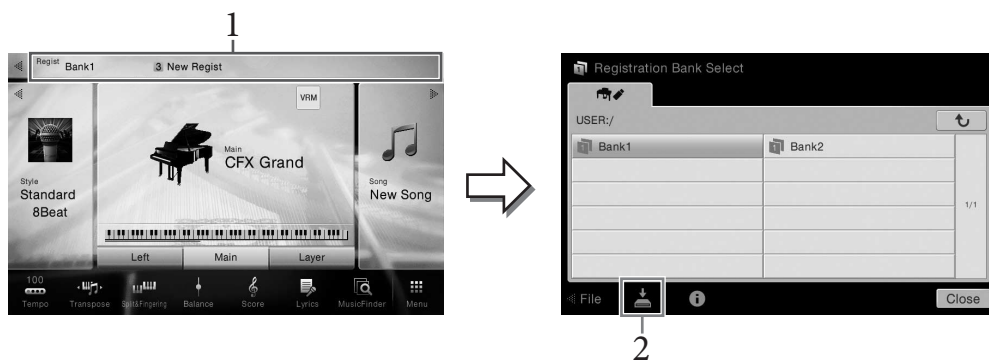 1
Regist Bank1 3 New Regist
VRM
Main
CFX Grand
Style
Standard
8Beat
Song
New Song
Left Main Layer
100
Tempo Transpose Split&Fingering Balance Score Lyrics MusicFinder Menu
Registration Bank Select
USER:/
Bank1 Bank2
1/1
File Close
2